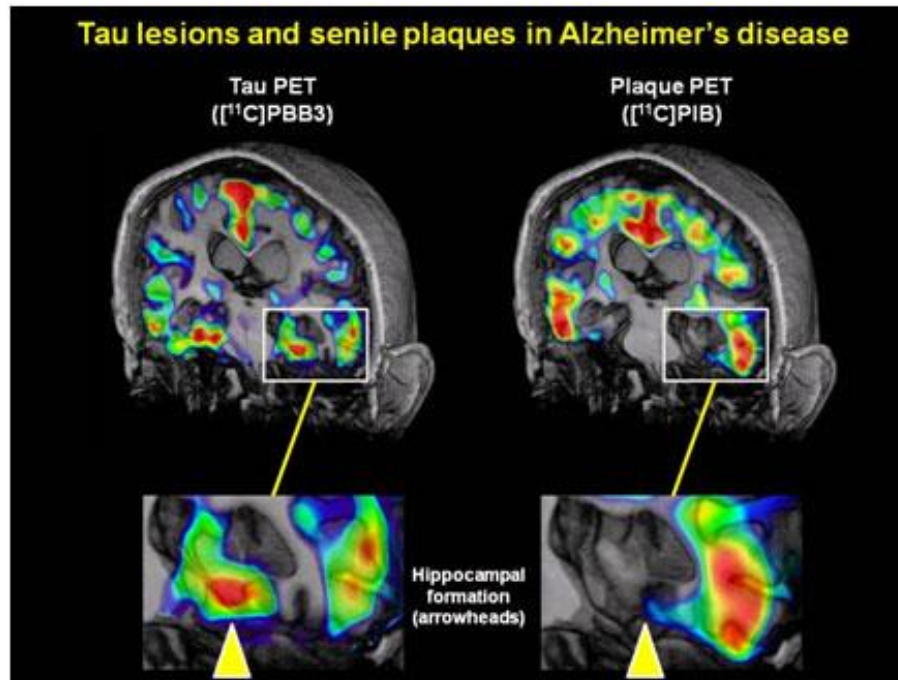 Tau lesions and senile plaques in Alzheimer's disease
Tau PET
([¹¹C]PBB3)
Plaque PET
([¹¹C]PIB)
Hippocampal
formation
(arrowheads)